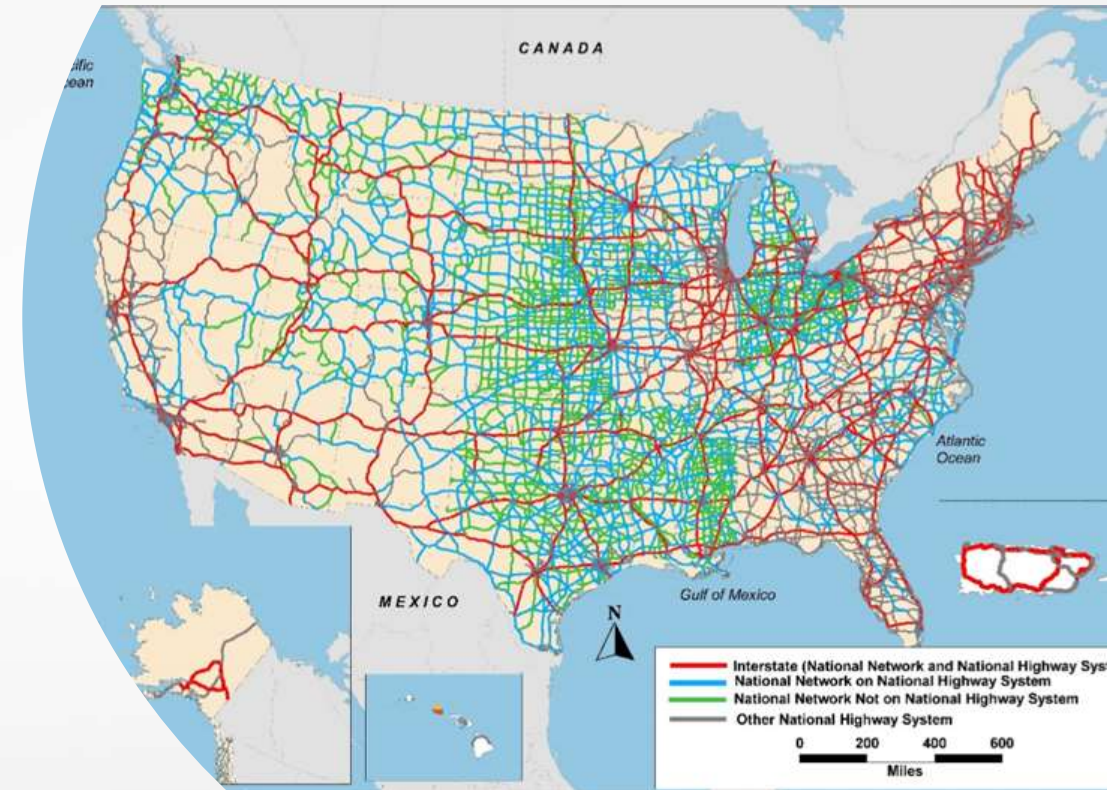 CANADA
cific
cean
Atlantic
Ocean
MEXICO
Gulf of Mexico
N
Interstate (National Network and National Highway Syst
National Network on National Highway System
National Network Not on National Highway System
Other National Highway System
0 200 400 600
Miles